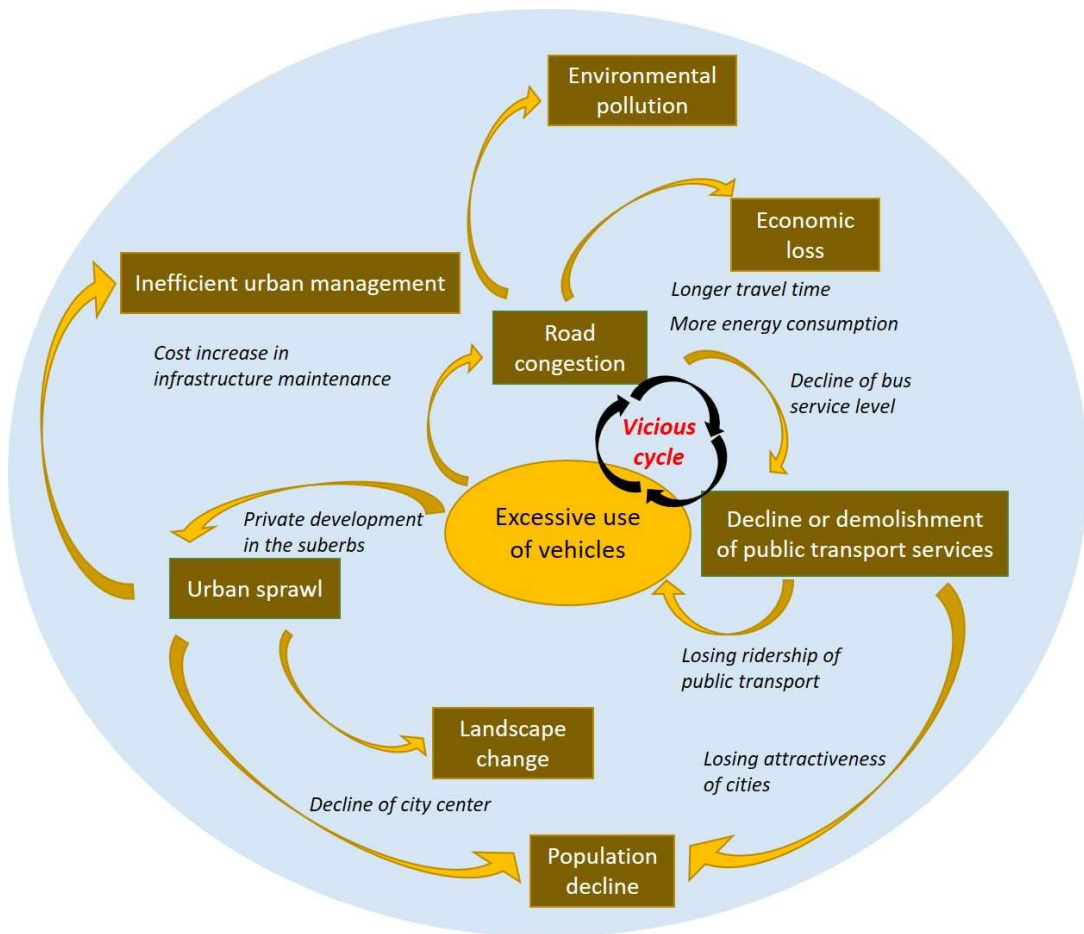 Environmental
pollution
Economic
loss
Inefficient urban management
Longer travel time
More energy consumption
Road
congestion
Cost increase in
infrastructure maintenance
Decline of bus
service level
Vicious
cycle
Private development
in the suberbs
Excessive use
of vehicles
Decline or demolishment
of public transport services
Urban sprawl
Losing ridership of
public transport
Landscape
change
Losing attractiveness
of cities
Decline of city center
Population
decline